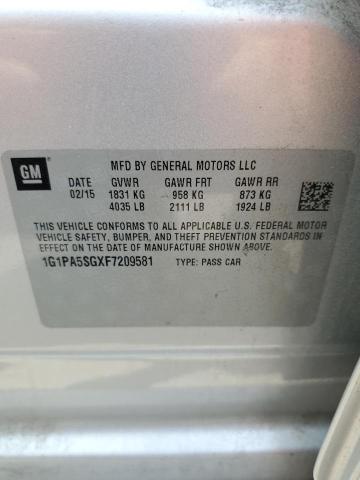 GM
MFD BY GENERAL MOTORS LLC
DATE GVWR GAWR FRT GAWR RR
02/15 1831 KG 958 KG 873 KG
4035 LB 2111 LB 1924 LB
THIS VEHICLE CONFORMS TO ALL APPLICABLE U.S. FEDERAL MOTOR
VEHICLE SAFETY, BUMPER, AND THEFT PREVENTION STANDARDS IN
EFFECT ON THE DATE OF MANUFACTURE SHOWN ABOVE.
1G1PA5SGXF7209581 TYPE: PASS CAR